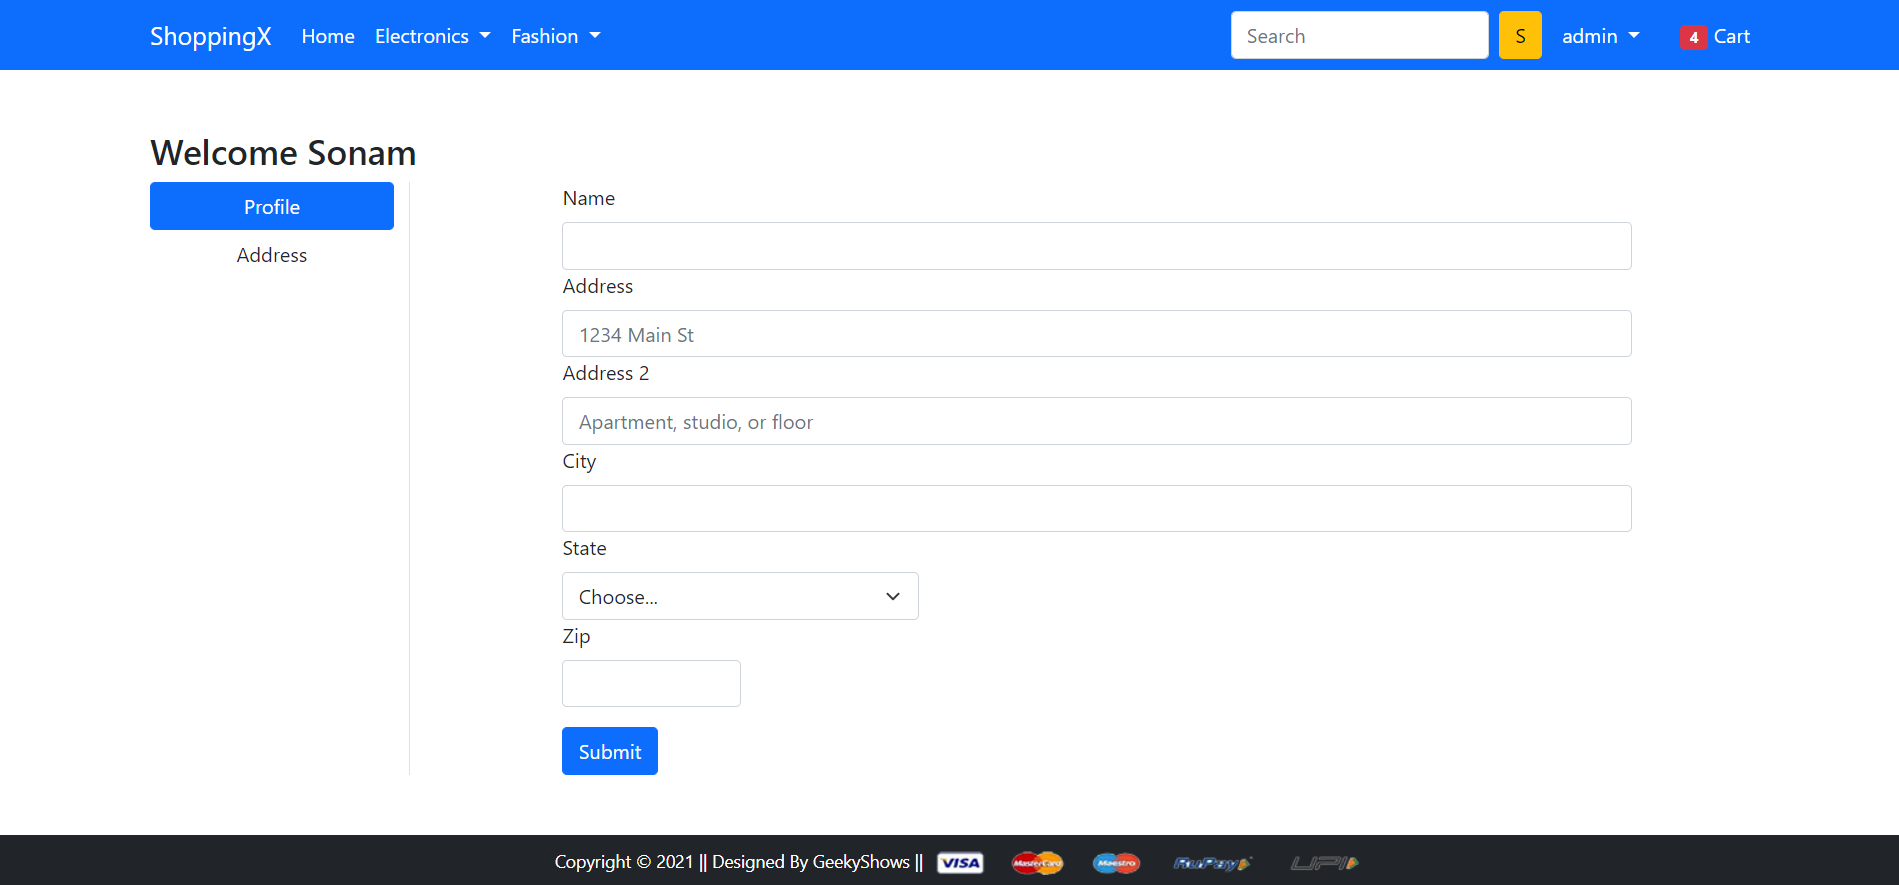 ShoppingX Home Electronics Fashion Search S admin 4 Cart
Welcome Sonam
Profile
Address
Name
Address
1234 Main St
Address 2
Apartment, studio, or floor
City
State
Choose...
Zip
Submit
Copyright © 2021 || Designed By GeekyShows || VISA MasterCard Maestro RuPay UPI